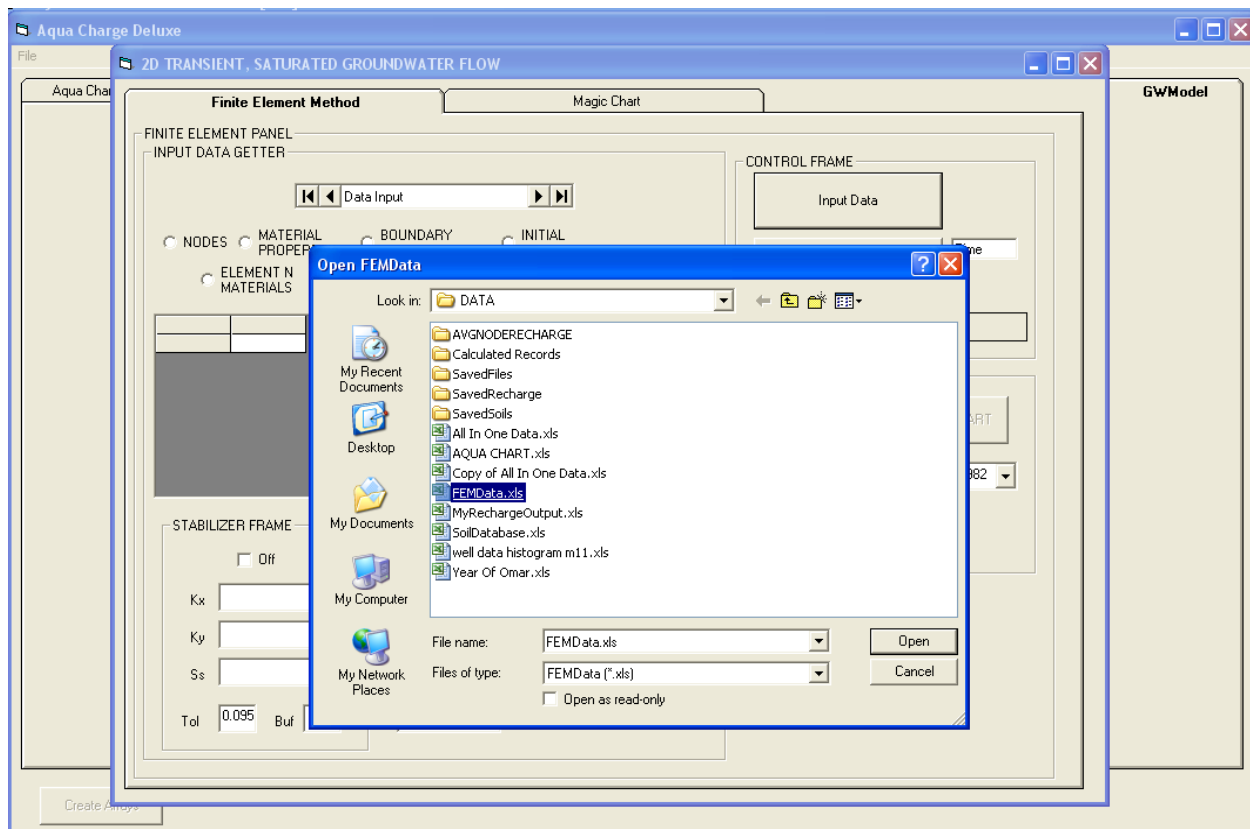 Aqua Charge Deluxe
File
2D TRANSIENT, SATURATED GROUNDWATER FLOW
Aqua Char
GWModel
Finite Element Method
Magic Chart
FINITE ELEMENT PANEL
INPUT DATA GETTER
CONTROL FRAME
Data Input
Input Data
NODES
MATERIAL
PROPER
BOUNDARY
INITIAL
ELEMENT N
MATERIALS
Open FEMData
Look in:
DATA
My Recent
Documents
Desktop
My Documents
My Computer
My Network
Places
AVGNODERECHARGE
Calculated Records
SavedFiles
SavedRecharge
SavedSoils
All In One Data.xls
AQUA CHART.xls
Copy of All In One Data.xls
FEMData.xls
MyRechargeOutput.xls
SoilDatabase.xls
well data histogram m11.xls
Year Of Omar.xls
File name:
FEMData.xls
Open
Files of type:
FEMData (*.xls)
Cancel
Open as read-only
ART
982
STABILIZER FRAME
Off
Kx
Ky
Ss
Tol
0.095
Buf